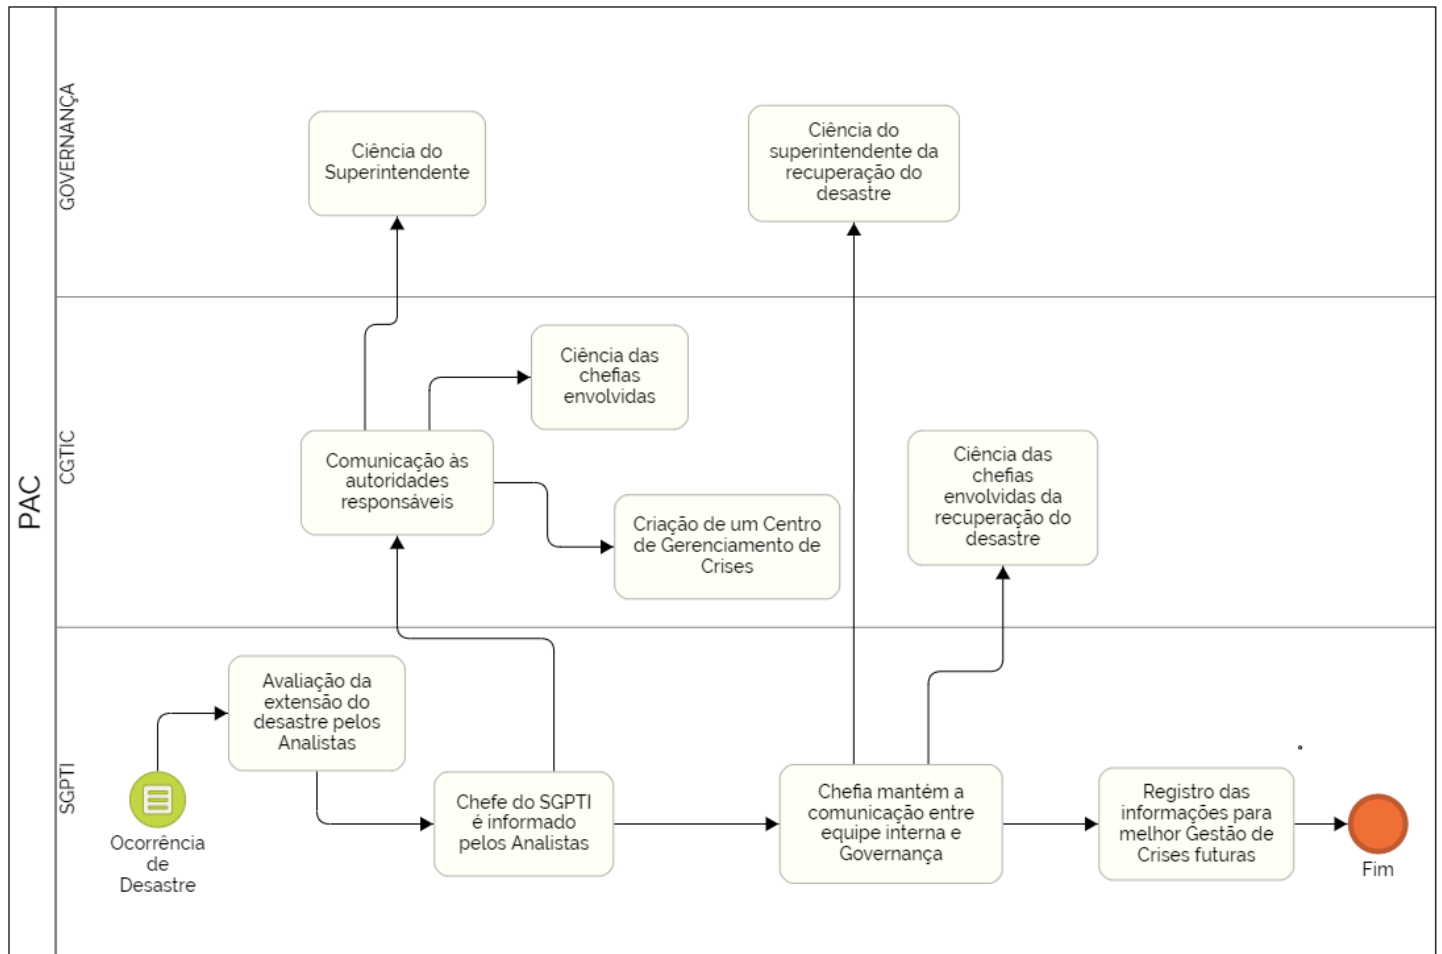 PAC
GOVERNANÇA
Ciência do
Superintendente
Ciência do
superintendente da
recuperação do
desastre
CGTIC
Ciência das
chefias
envolvidas
Comunicação às
autoridades
responsáveis
Criação de um Centro
de Gerenciamento de
Crises
Ciência das
chefias
envolvidas da
recuperação do
desastre
SGPTI
Ocorrência
de
Desastre
Avaliação da
extensão do
desastre pelos
Analistas
Chefe do SGPTI
é informado
pelos Analistas
Chefia mantém a
comunicação entre
equipe interna e
Governança
Registro das
informações para
melhor Gestão de
Crises futuras
Fim